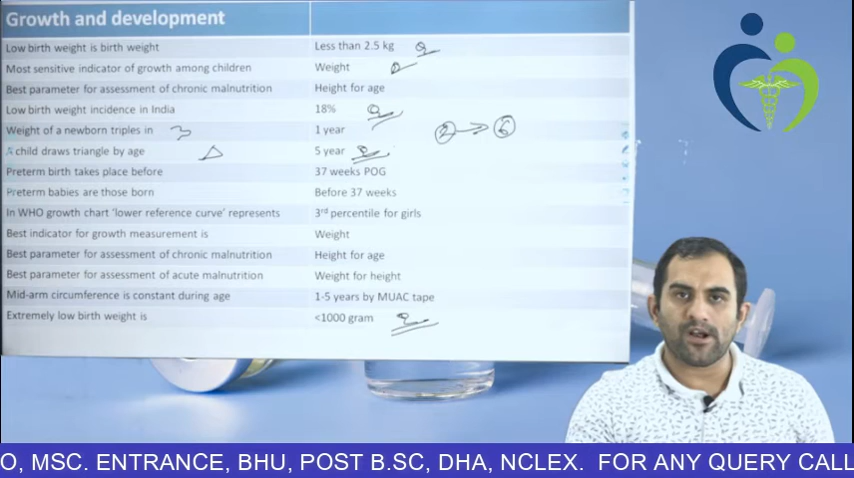 Growth and development
Low birth weight is birth weight Less than 2.5 kg
Most sensitive indicator of growth among children Weight
Best parameter for assessment of chronic malnutrition Height for age
Low birth weight incidence in India 18%
Weight of a newborn triples in 3 1 year 2 → 6
child draws triangle by age 5 year
Preterm birth takes place before 37 weeks POG
Preterm babies are those born Before 37 weeks
In WHO growth chart ‘lower reference curve’ represents 3rd percentile for girls
Best indicator for growth measurement is Weight
Best parameter for assessment of chronic malnutrition Height for age
Best parameter for assessment of acute malnutrition Weight for height
Mid-arm circumference is constant during age 1-5 years by MUAC tape
Extremely low birth weight is <1000 gram
O, MSC. ENTRANCE, BHU, POST B.SC, DHA, NCLEX. FOR ANY QUERY CALL